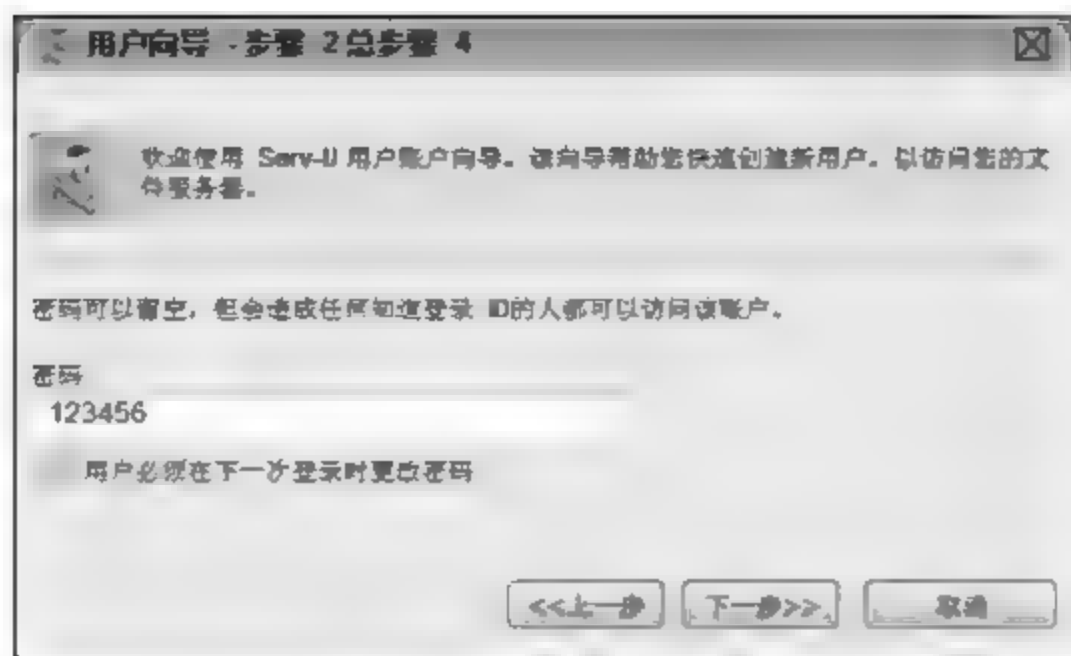 用户向导 - 步骤 2总步骤 4
欢迎使用 Serv-U 用户账户向导。该向导帮助您快速创建新用户，以访问您的文
件服务器。
密码可以留空，但会造成任何知道登录 ID的人都可以访问该账户。
密码
123456
用户必须在下一次登录时更改密码
<<上一步
下一步>>
取消